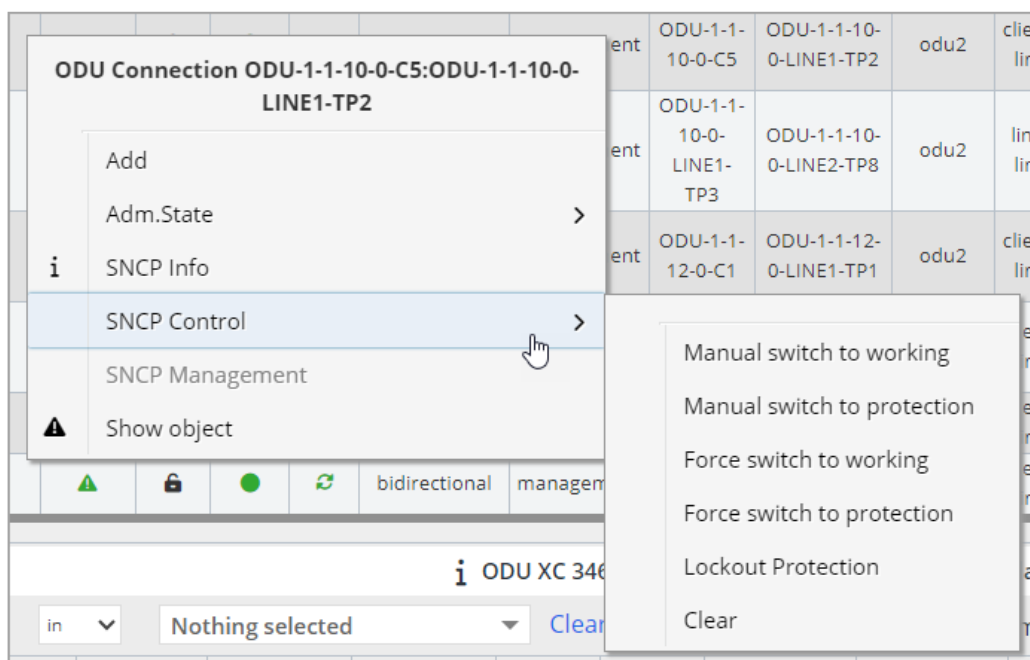 ODU-1-1- ODU-1-1-10- odu2
10-0-C5 0-LINE1-TP2
ODU Connection ODU-1-1-10-0-C5:ODU-1-1-10-0-
LINE1-TP2
ODU-1-1-
10-0- ODU-1-1-10- odu2
LINE1- 0-LINE2-TP8
TP3
Add
Adm.State
ODU-1-1- ODU-1-1-12- odu2
12-0-C1 0-LINE1-TP1
i SNCP Info
SNCP Control
SNCP Management
Show object
Manual switch to working
Manual switch to protection
Force switch to working
Force switch to protection
Lockout Protection
Clear
bidirectional
i ODU XC 346
in Nothing selected Clear